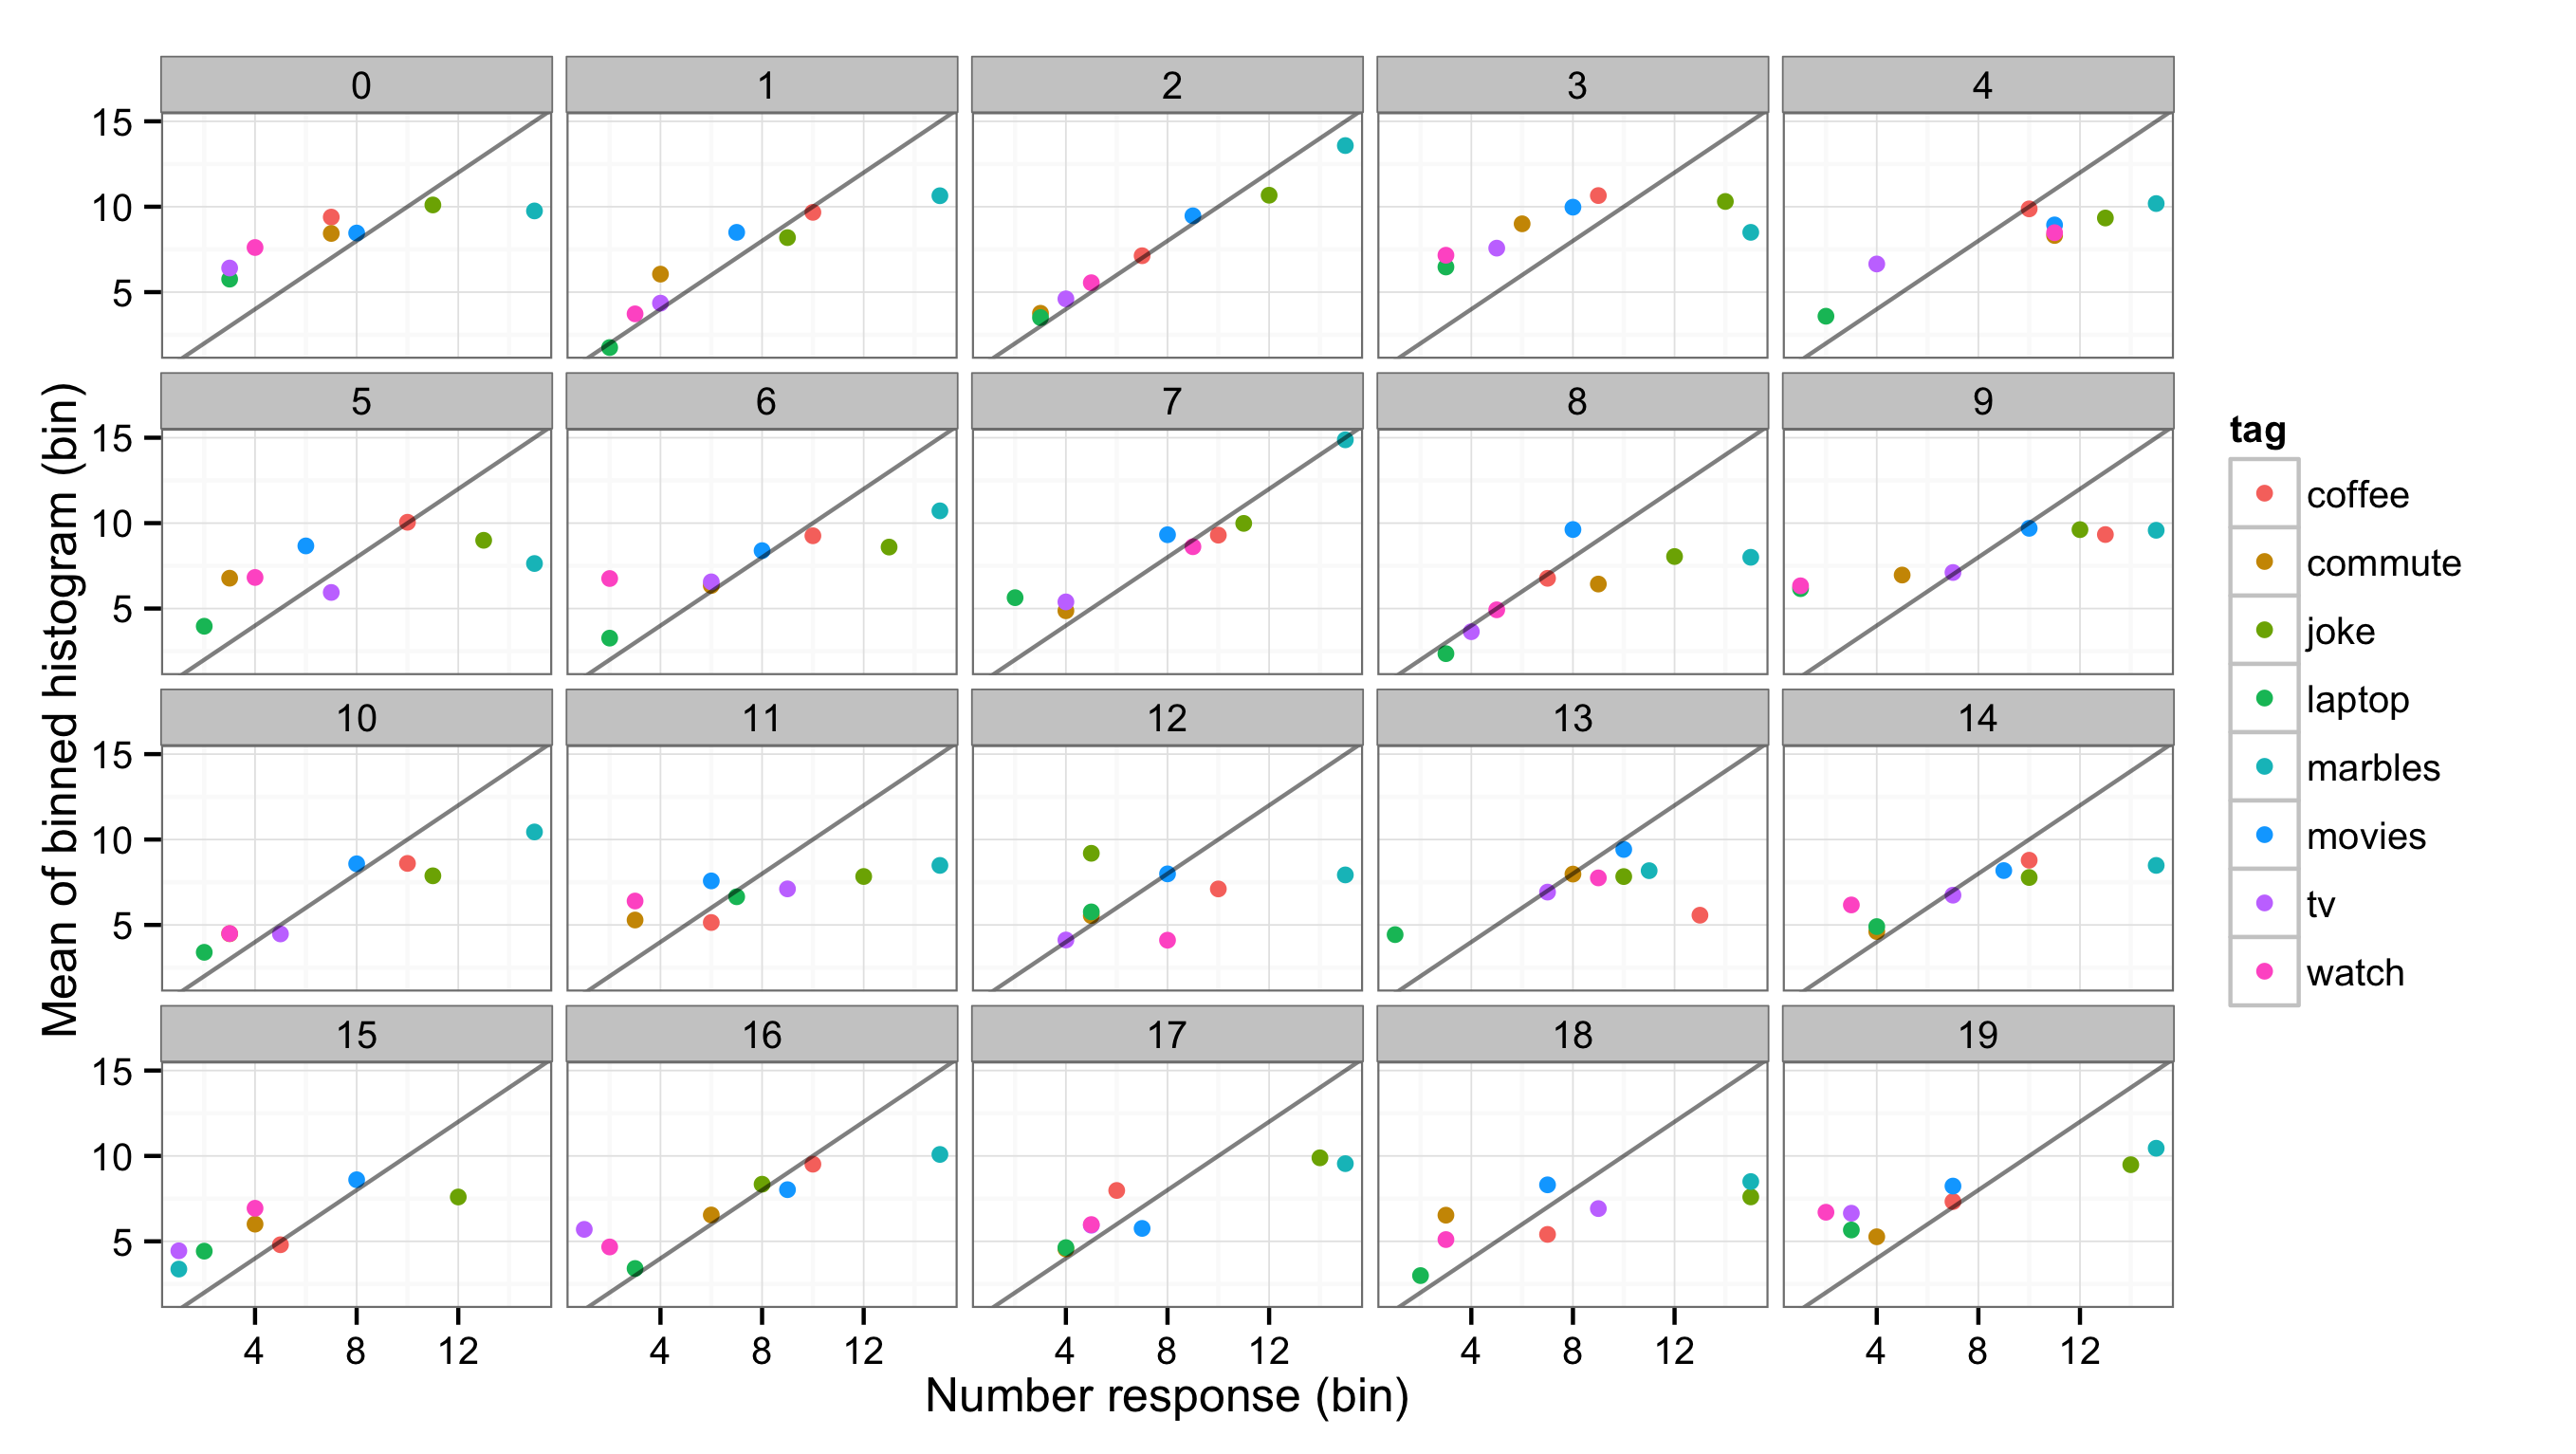 0 1 2 3 4
15
10
5
5 6 7 8 9
15
10
5
10 11 12 13 14
15
10
5
15 16 17 18 19
15
10
5
4 8 12 4 8 12 4 8 12 4 8 12 4 8 12
Number response (bin)
Mean of binned histogram (bin)
tag
coffee
commute
joke
laptop
marbles
movies
tv
watch